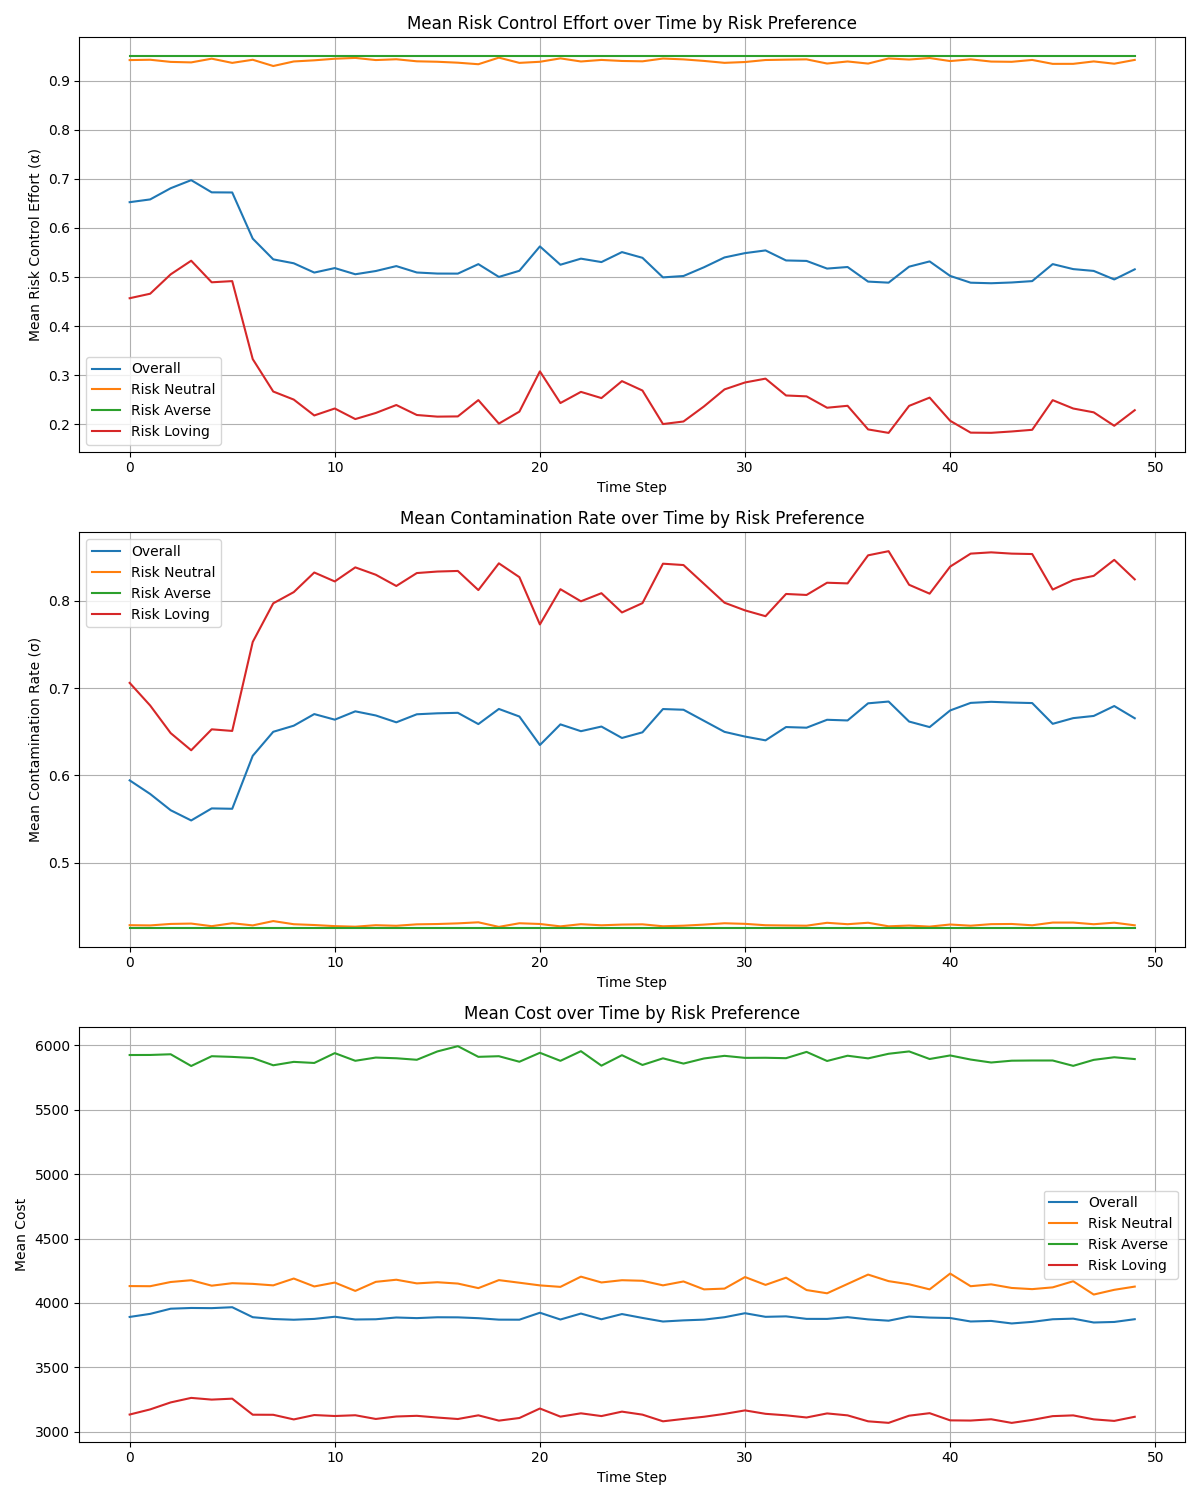 Mean Risk Control Effort over Time by Risk Preference
Mean Risk Control Effort (α)
0.9
0.8
0.7
0.6
0.5
0.4
0.3
0.2
Overall
Risk Neutral
Risk Averse
Risk Loving
0 10 20 30 40 50
Time Step
Mean Contamination Rate over Time by Risk Preference
Mean Contamination Rate (σ)
Overall
Risk Neutral
Risk Averse
Risk Loving
0.8
0.7
0.6
0.5
0 10 20 30 40 50
Time Step
Mean Cost over Time by Risk Preference
Mean Cost
6000
5500
5000
4500
4000
3500
3000
Overall
Risk Neutral
Risk Averse
Risk Loving
0 10 20 30 40 50
Time Step